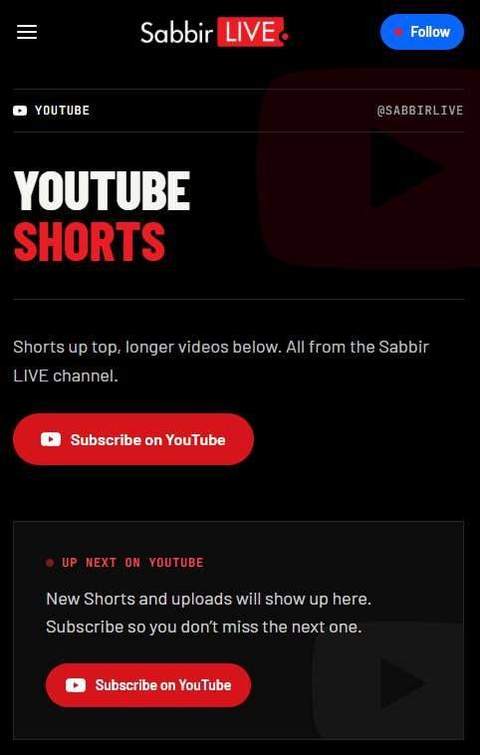 Sabbir LIVE
Follow
YOUTUBE
@SABBIRLIVE
YOUTUBE
SHORTS
Shorts up top, longer videos below. All from the Sabbir
LIVE channel.
Subscribe on YouTube
UP NEXT ON YOUTUBE
New Shorts and uploads will show up here.
Subscribe so you don’t miss the next one.
Subscribe on YouTube